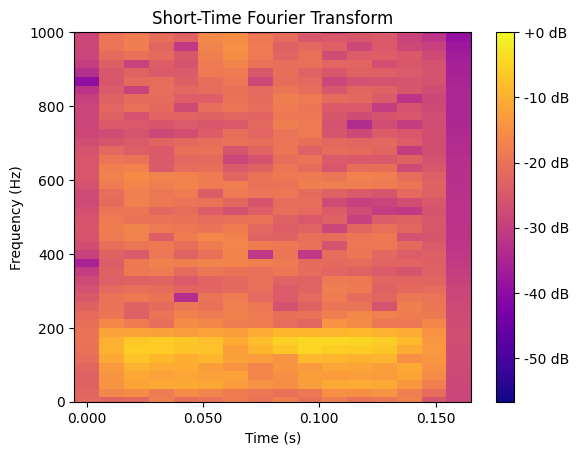 Short-Time Fourier Transform
Frequency (Hz)
1000
800
600
400
200
0
0.000
0.050
0.100
0.150
Time (s)
+0 dB
-10 dB
-20 dB
-30 dB
-40 dB
-50 dB